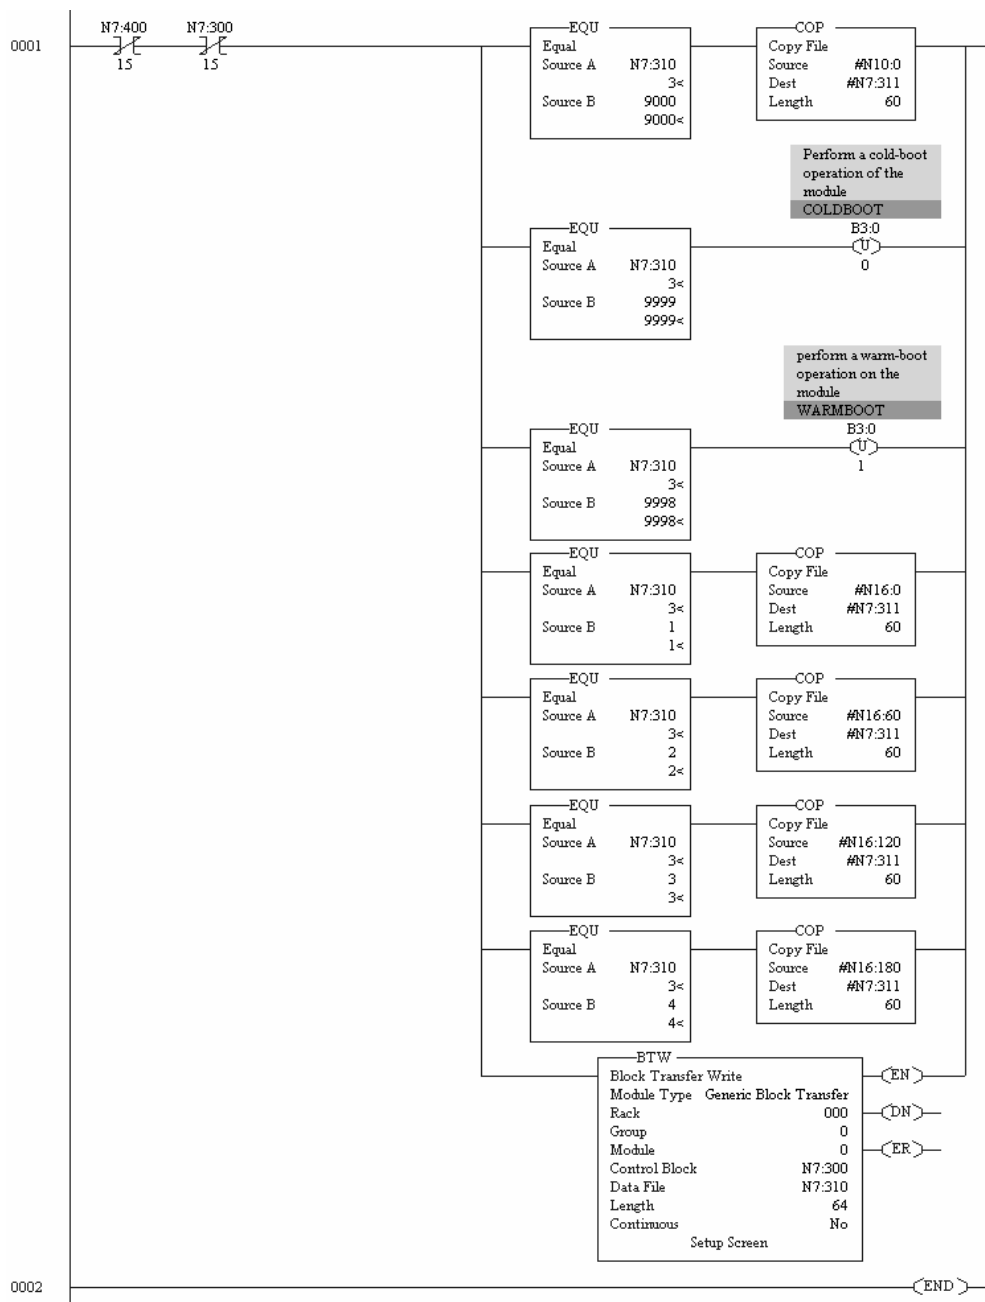 N7:400 N7:300
0001
15 15
EQU
Equal
Source A N7:310
3<
Source B 9000
9000<
COP
Copy File
Source #N10:0
Dest #N7:311
Length 60
Perform a cold-boot
operation of the
module
COLDBOOT
B3:0
U
0
EQU
Equal
Source A N7:310
3<
Source B 9999
9999<
perform a warm-boot
operation on the
module
WARMBOOT
B3:0
U
1
EQU
Equal
Source A N7:310
3<
Source B 9998
9998<
EQU
Equal
Source A N7:310
3<
Source B 1
1<
COP
Copy File
Source #N16:0
Dest #N7:311
Length 60
EQU
Equal
Source A N7:310
3<
Source B 2
2<
COP
Copy File
Source #N16:60
Dest #N7:311
Length 60
EQU
Equal
Source A N7:310
3<
Source B 3
3<
COP
Copy File
Source #N16:120
Dest #N7:311
Length 60
EQU
Equal
Source A N7:310
3<
Source B 4
4<
COP
Copy File
Source #N16:180
Dest #N7:311
Length 60
BTW
Block Transfer Write
Module Type Generic Block Transfer
Rack 000
Group 0
Module 0
Control Block N7:300
Data File N7:310
Length 64
Continuous No
Setup Screen
EN
DN
ER
0002
END